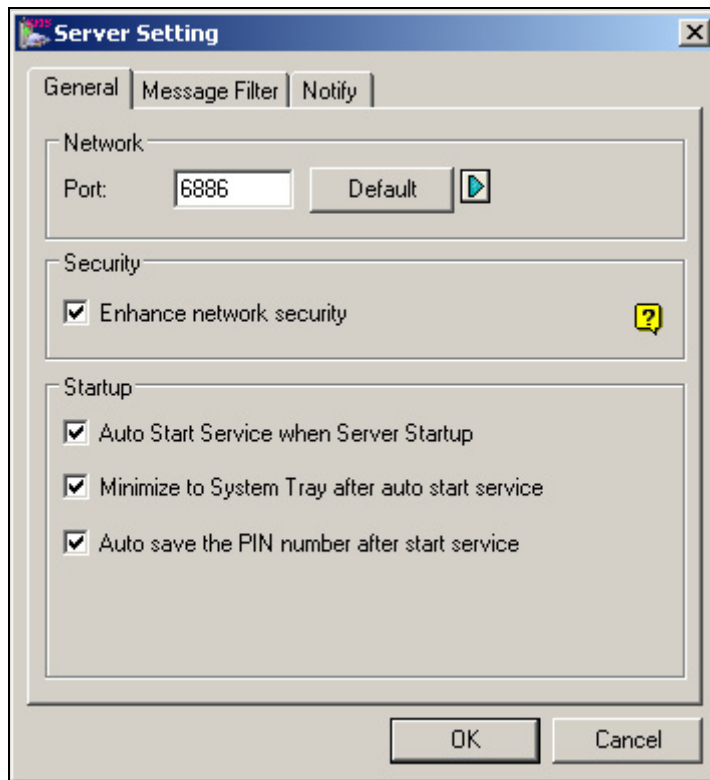 Server Setting
General Message Filter Notify
Network
Port: 6886 Default
Security
Enhance network security ?
Startup
Auto Start Service when Server Startup
Minimize to System Tray after auto start service
Auto save the PIN number after start service
OK Cancel